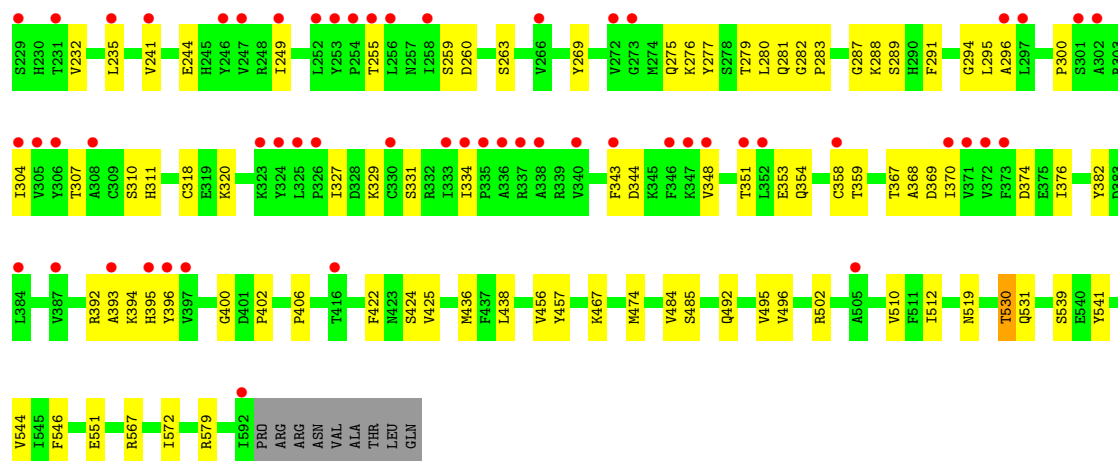 S229 H230 T231 V232 L235 V241 E244 H245 Y246 V247 R248 I249 L252 Y253 P254 T255 L256 N257 I258 S259 D260 S263 V266 Y269 V272 G273 M274 Q275 K276 Y277 S278 T279 L280 Q281 G282 P283 G287 K288 S289 H290 F291 G294 L295 A296 L297 P300 S301 A302
I304 V305 Y306 T307 A308 C309 S310 H311 C318 E319 K320 K323 Y324 L325 P326 I327 D328 K329 C330 S331 R332 I333 I334 P335 A336 R337 A338 R339 V340 F343 D344 K345 F346 K347 V348 T351 L352 E353 Q354 C358 T359 T367 A368 D369 I370 V371 V372 F373 D374 E375 I376 Y382
L384 V387 R392 A393 K394 H395 Y396 V397 G400 D401 P402 P406 T416 F422 N423 S424 V425 M436 F437 L438 V456 Y457 K467 M474 V484 S485 Q492 V495 V496 R502 A505 V510 F511 I512 N519 T530 Q531 S539 E540 Y541
V544 I545 F546 E551 R567 I572 R579 I592 PRO ARG ARG ASN VAL ALA THR LEU GLN